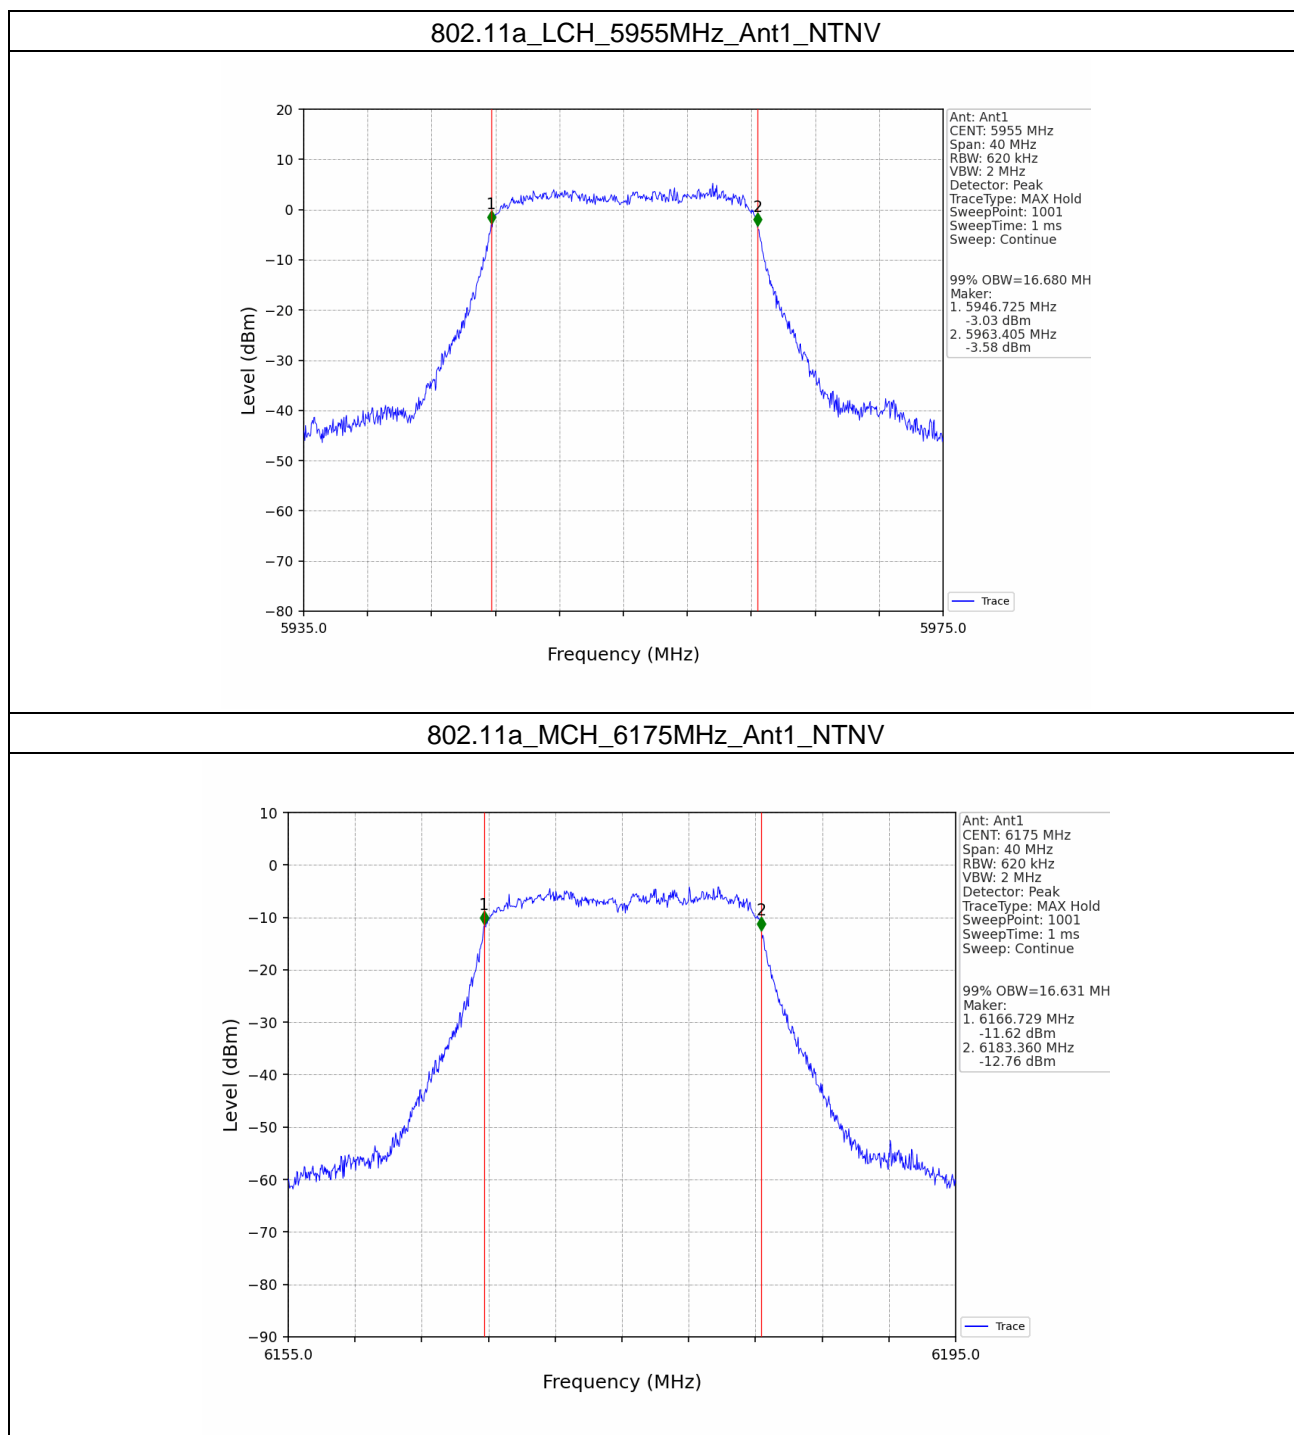 802.11a_LCH_5955MHz_Ant1_NTNV
20
10
0
−10
−20
−30
−40
−50
−60
−70
−80
Level (dBm)
1
2
5935.0
5975.0
Frequency (MHz)
Ant: Ant1
CENT: 5955 MHz
Span: 40 MHz
RBW: 620 kHz
VBW: 2 MHz
Detector: Peak
TraceType: MAX Hold
SweepPoint: 1001
SweepTime: 1 ms
Sweep: Continue
99% OBW=16.680 MH
Maker:
1. 5946.725 MHz
-3.03 dBm
2. 5963.405 MHz
-3.58 dBm
Trace
802.11a_MCH_6175MHz_Ant1_NTNV
10
0
−10
−20
−30
−40
−50
−60
−70
−80
−90
Level (dBm)
1
2
6155.0
6195.0
Frequency (MHz)
Ant: Ant1
CENT: 6175 MHz
Span: 40 MHz
RBW: 620 kHz
VBW: 2 MHz
Detector: Peak
TraceType: MAX Hold
SweepPoint: 1001
SweepTime: 1 ms
Sweep: Continue
99% OBW=16.631 MH
Maker:
1. 6166.729 MHz
-11.62 dBm
2. 6183.360 MHz
-12.76 dBm
Trace